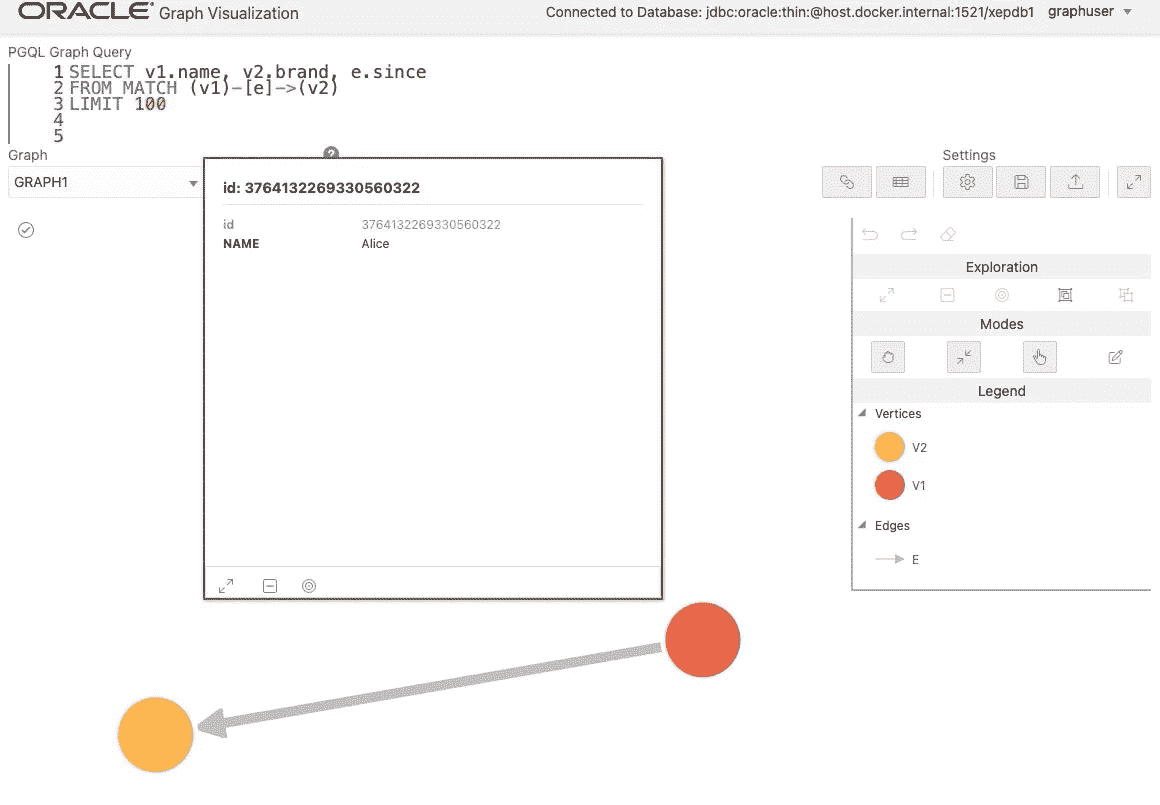 ORACLE Graph Visualization
Connected to Database: jdbc:oracle:thin:@host.docker.internal:1521/xepdb1 graphuser
PGQL Graph Query
1 SELECT v1.name, v2.brand, e.since
2 FROM MATCH (v1)-[e]->(v2)
3 LIMIT 100
4
5
Graph
?
Settings
GRAPH1
id: 3764132269330560322
id 3764132269330560322
NAME Alice
Exploration
Modes
Legend
Vertices
V2
V1
Edges
E